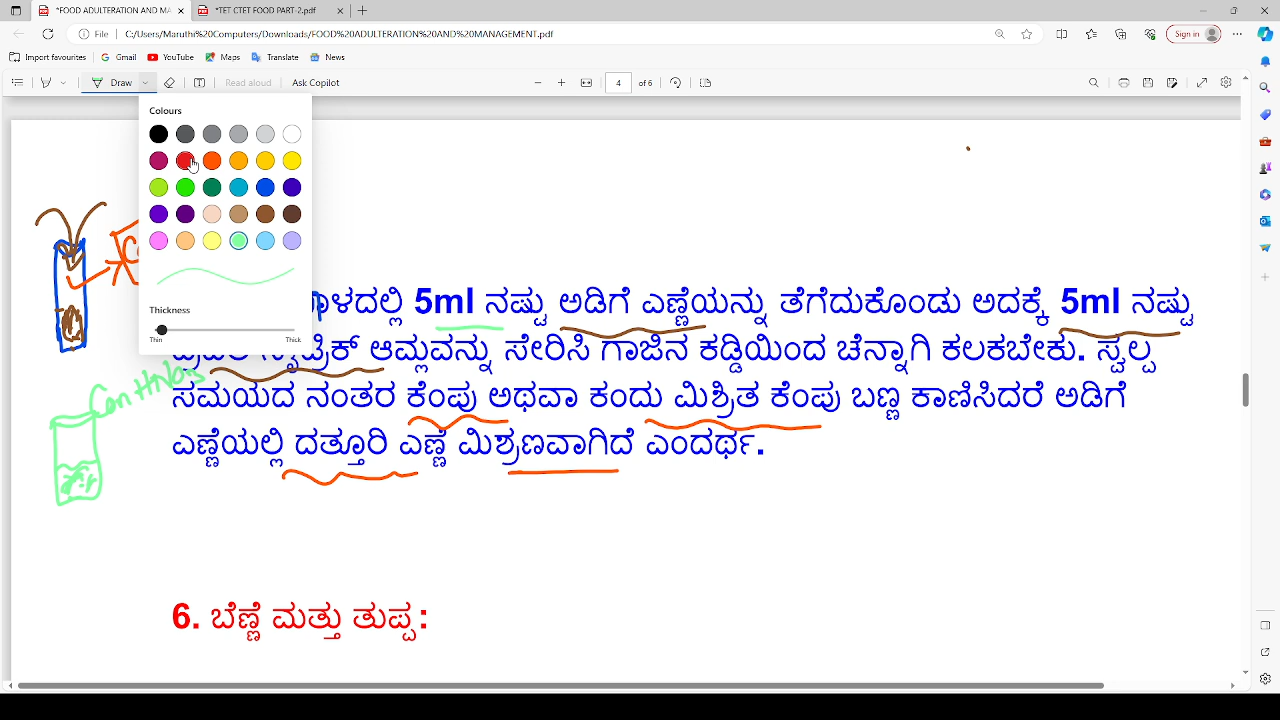 *FOOD ADULTERATION AND MA
*TET CTET FOOD PART-2.pdf
File
C:/Users/Maruthi%20Computers/Downloads/FOOD%20ADULTERATION%20AND%20MANAGEMENT.pdf
Sign in
Import favourites
Gmail
YouTube
Maps
Translate
News
Draw
Read aloud
Ask Copilot
4
of 6
Colours
Thickness
Thin
Thick
5ml ನಷ್ಟು ಅಡಿಗೆ ಎಣ್ಣೆಯನ್ನು ತೆಗೆದುಕೊಂಡು ಅದಕ್ಕೆ 5ml ನಷ್ಟು
ಆಮ್ಲವನ್ನು ಸೇರಿಸಿ ಗಾಜಿನ ಕಡ್ಡಿಯಿಂದ ಚೆನ್ನಾಗಿ ಕಲಕಬೇಕು. ಸ್ವಲ್ಪ
ಸಮಯದ ನಂತರ ಕೆಂಪು ಅಥವಾ ಕಂದು ಮಿಶ್ರಿತ ಕೆಂಪು ಬಣ್ಣ ಕಾಣಿಸಿದರೆ ಅಡಿಗೆ
ಎಣ್ಣೆಯಲ್ಲಿ ದತ್ತೂರಿ ಎಣ್ಣೆ ಮಿಶ್ರಣವಾಗಿದೆ ಎಂದರ್ಥ.
6. ಬೆಣ್ಣೆ ಮತ್ತು ತುಪ್ಪ: